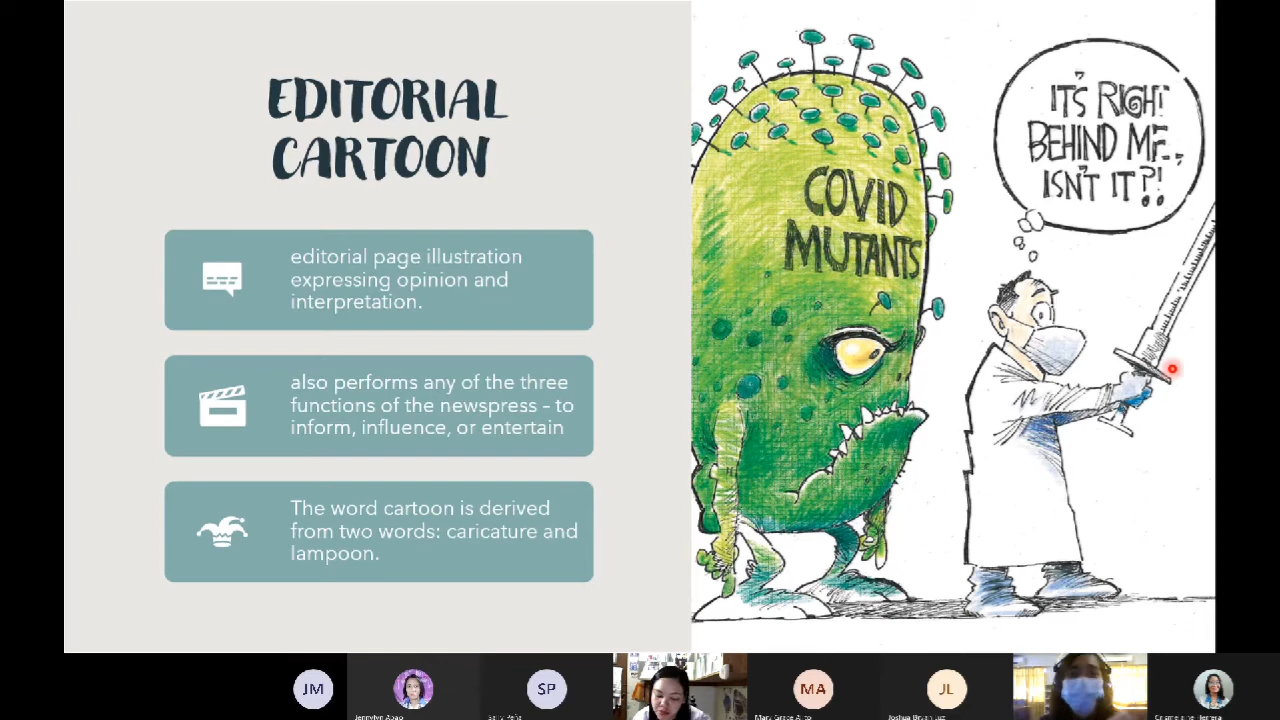 EDITORIAL
CARTOON
editorial page illustration
expressing opinion and
interpretation.
also performs any of the three
functions of the newspress – to
inform, influence, or entertain
The word cartoon is derived
from two words: caricature and
lampoon.
COVID
MUTANTS
IT'S RIGHT
BEHIND ME..,
ISN'T IT?!
JM
SP
MA
JL